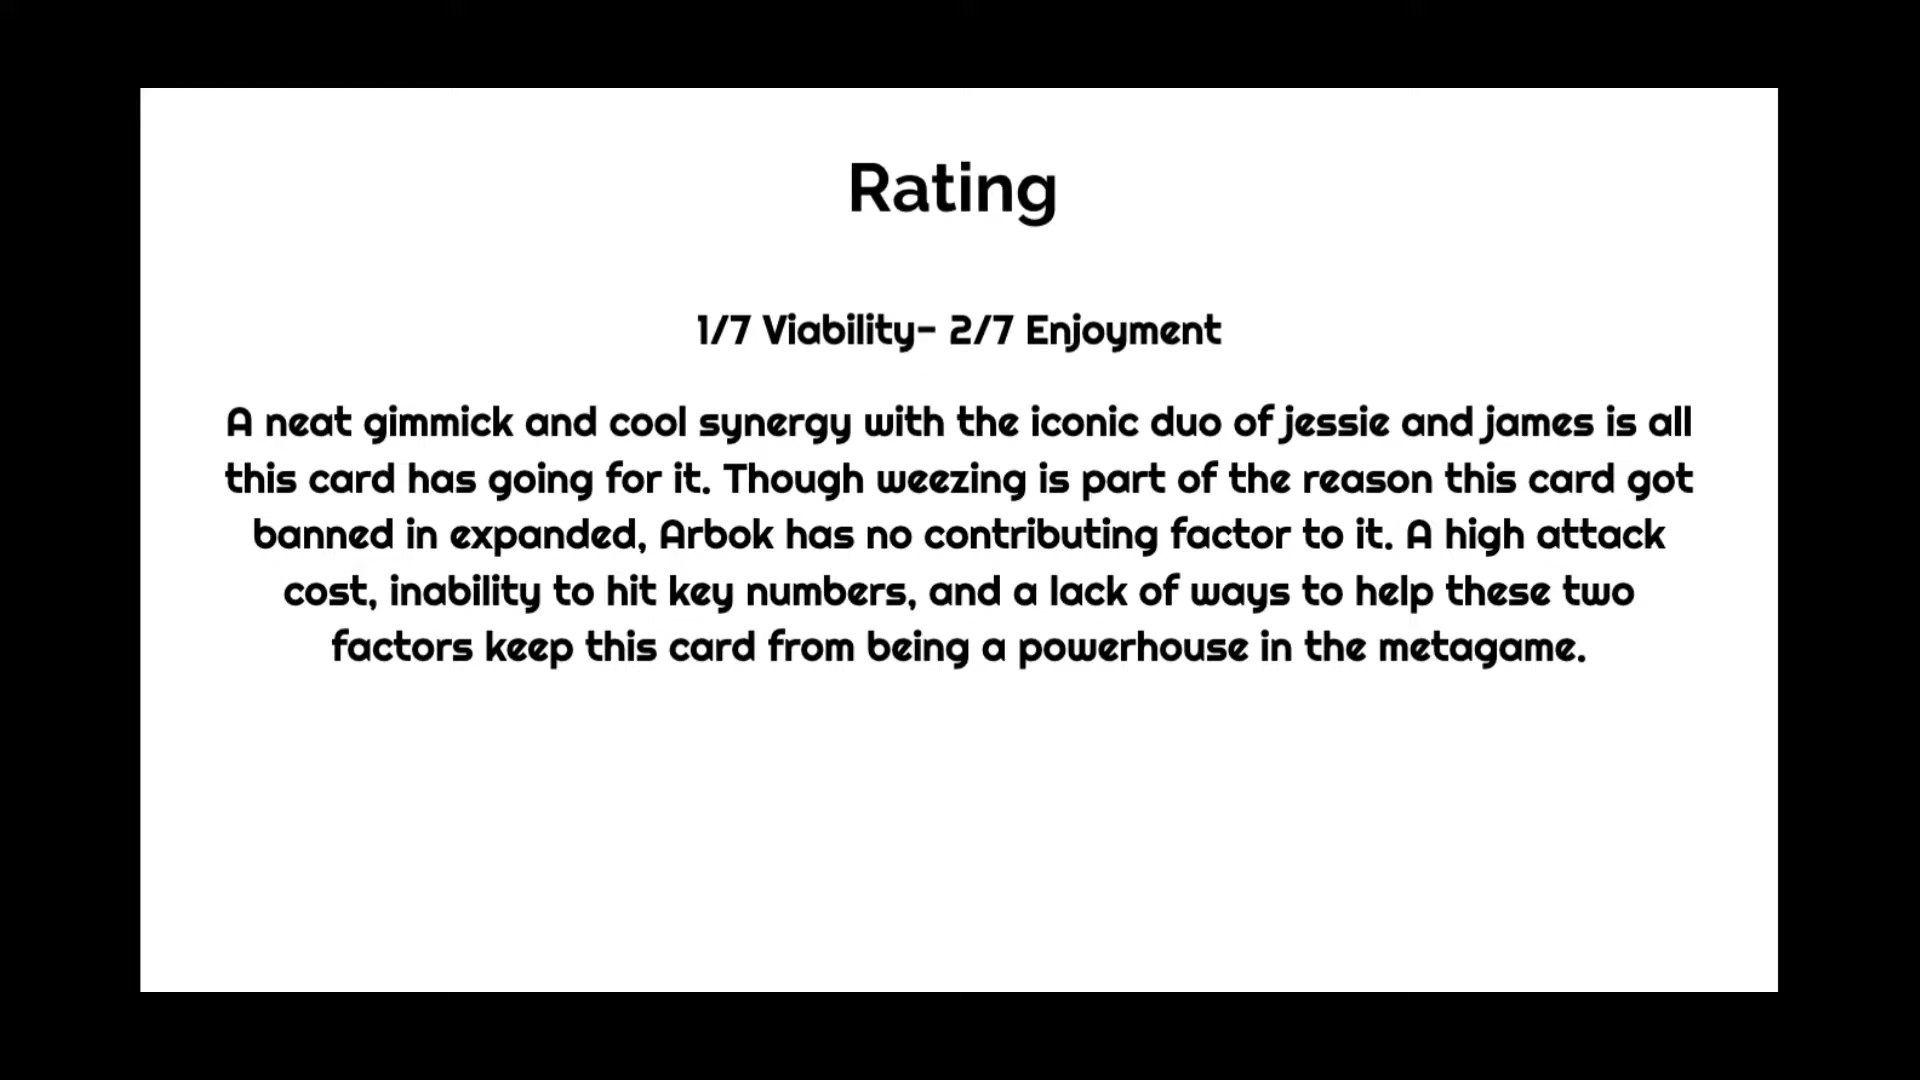 Rating
1/7 Viability- 2/7 Enjoyment
A neat gimmick and cool synergy with the iconic duo of jessie and james is all
this card has going for it. Though weezing is part of the reason this card got
banned in expanded, Arbok has no contributing factor to it. A high attack
cost, inability to hit key numbers, and a lack of ways to help these two
factors keep this card from being a powerhouse in the metagame.